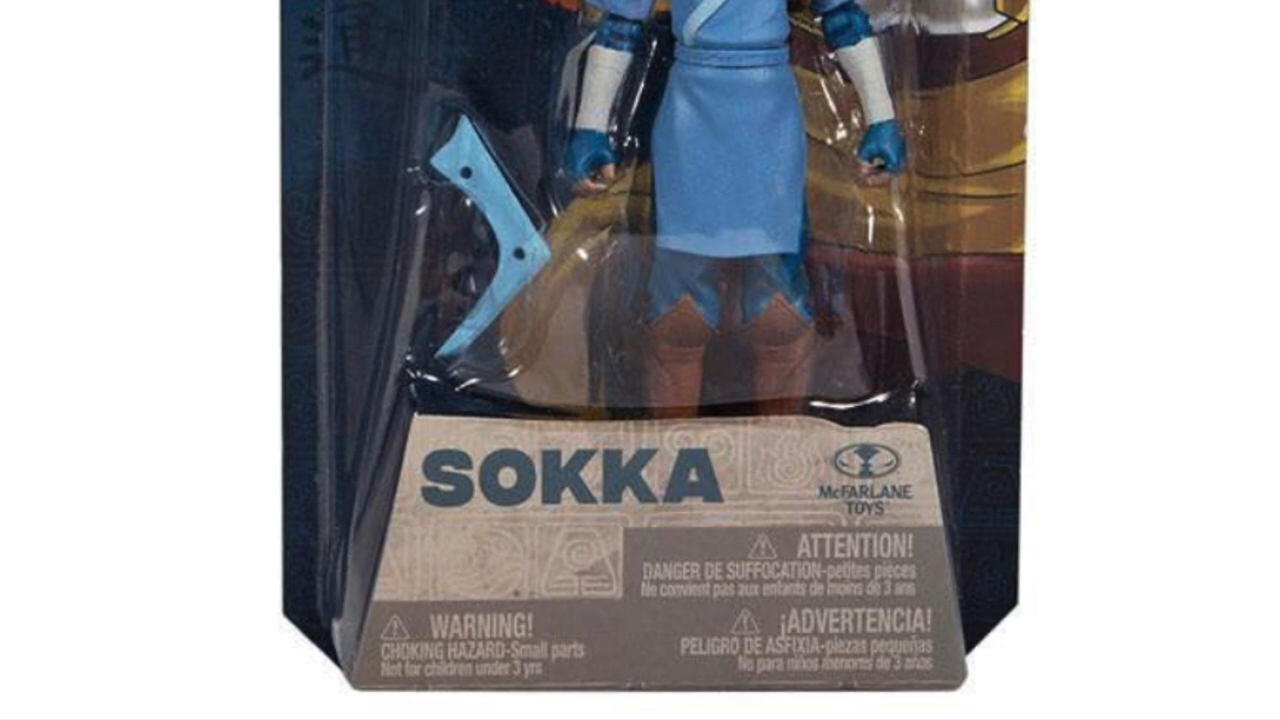 SOKKA
McFARLANE
TOYS
ATTENTION!
DANGER DE SUFFOCATION-petites pièces
Ne convient pas aux enfants de moins de 3 ans
WARNING!
CHOKING HAZARD-Small parts
Not for children under 3 yrs
¡ADVERTENCIA!
PELIGRO DE ASFIXIA-piezas pequeñas
No para niños menores de 3 años